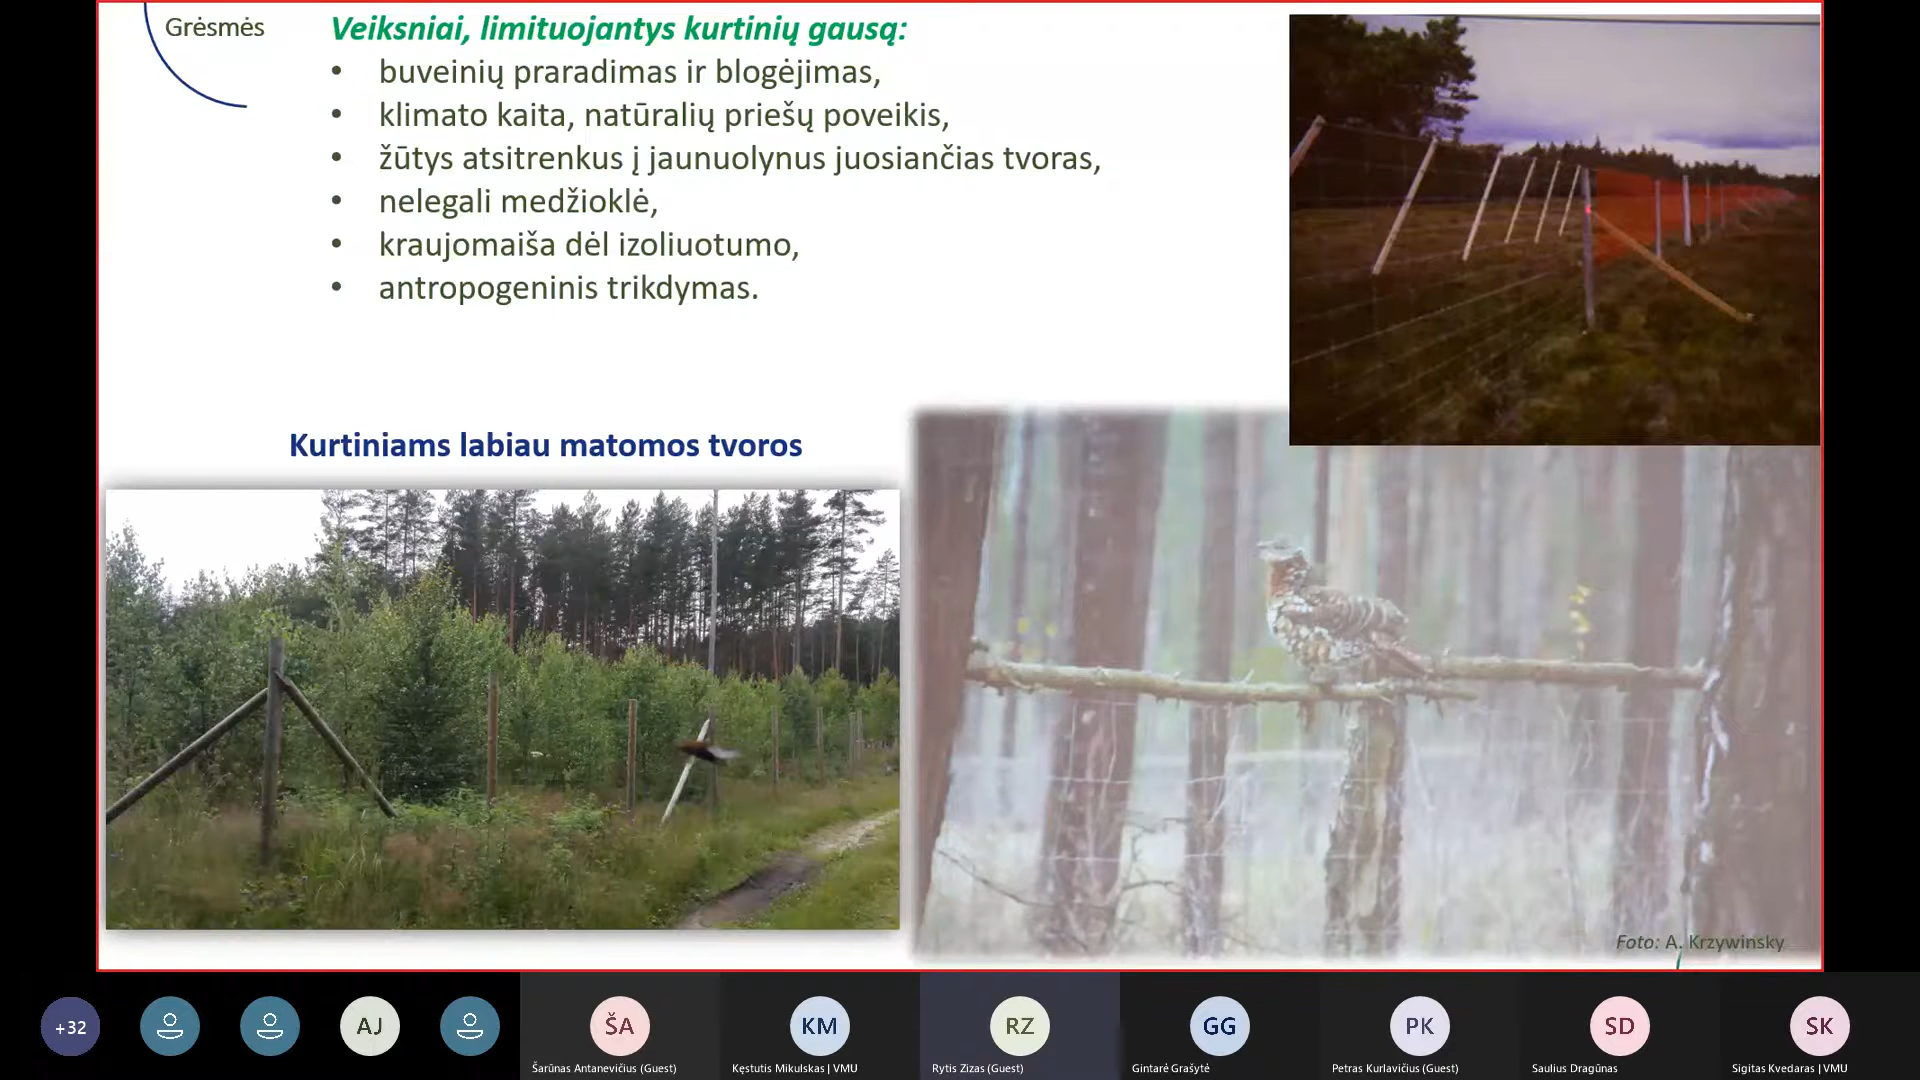 Grėsmės
Veiksniai, limituojantys kurtinių gausą:
• buveinių praradimas ir blogėjimas,
• klimato kaita, natūralių priešų poveikis,
• žūtys atsitrenkus į jaunuolynus juosiančias tvoras,
• nelegali medžioklė,
• kraujomaiša dėl izoliuotumo,
• antropogeninis trikdymas.
Kurtiniams labiau matomos tvoros
Foto: A. Krzywinsky
+32
AJ
ŠA
KM
RZ
GG
PK
SD
SK
Šarūnas Antanevičius (Guest)
Kęstutis Mikulskas | VMU
Rytis Zizas (Guest)
Gintarė Grašytė
Petras Kurlavičius (Guest)
Saulius Dragūnas
Sigitas Kvedaras | VMU